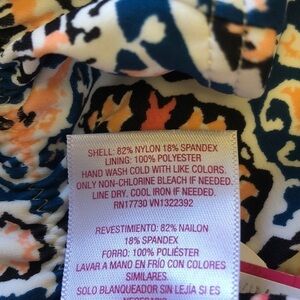 SHELL: 82% NYLON 18% SPANDEX
LINING: 100% POLYESTER
HAND WASH COLD WITH LIKE COLORS.
ONLY NON-CHLORINE BLEACH IF NEEDED.
LINE DRY, COOL IRON IF NEEDED.
RN17730 VN1322392
REVESTIMIENTO: 82% NAILON
18% SPANDEX
FORRO: 100% POLIÉSTER
LAVAR A MANO EN FRÍO CON COLORES
SIMILARES.
SOLO BLANQUEADOR SIN LEJÍA SI ES
NECESARIO